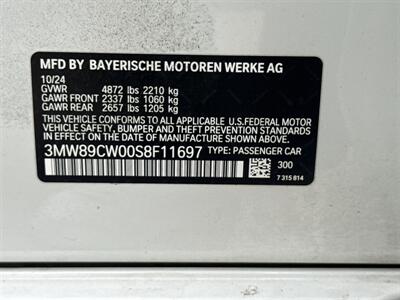 MFD BY BAYERISCHE MOTOREN WERKE AG
10/24
GVWR 4872 lbs 2210 kg
GAWR FRONT 2337 lbs 1060 kg
GAWR REAR 2657 lbs 1205 kg
THIS VEHICLE CONFORMS TO ALL APPLICABLE
U.S.FEDERAL MOTOR
VEHICLE SAFETY, BUMPER, AND THEFT PREVENTION
STANDARDS IN EFFECT ON THE DATE OF
MANUFACTURE SHOWN ABOVE.
3MW89CW00S8F11697 TYPE: PASSENGER CAR
300
7 315 814